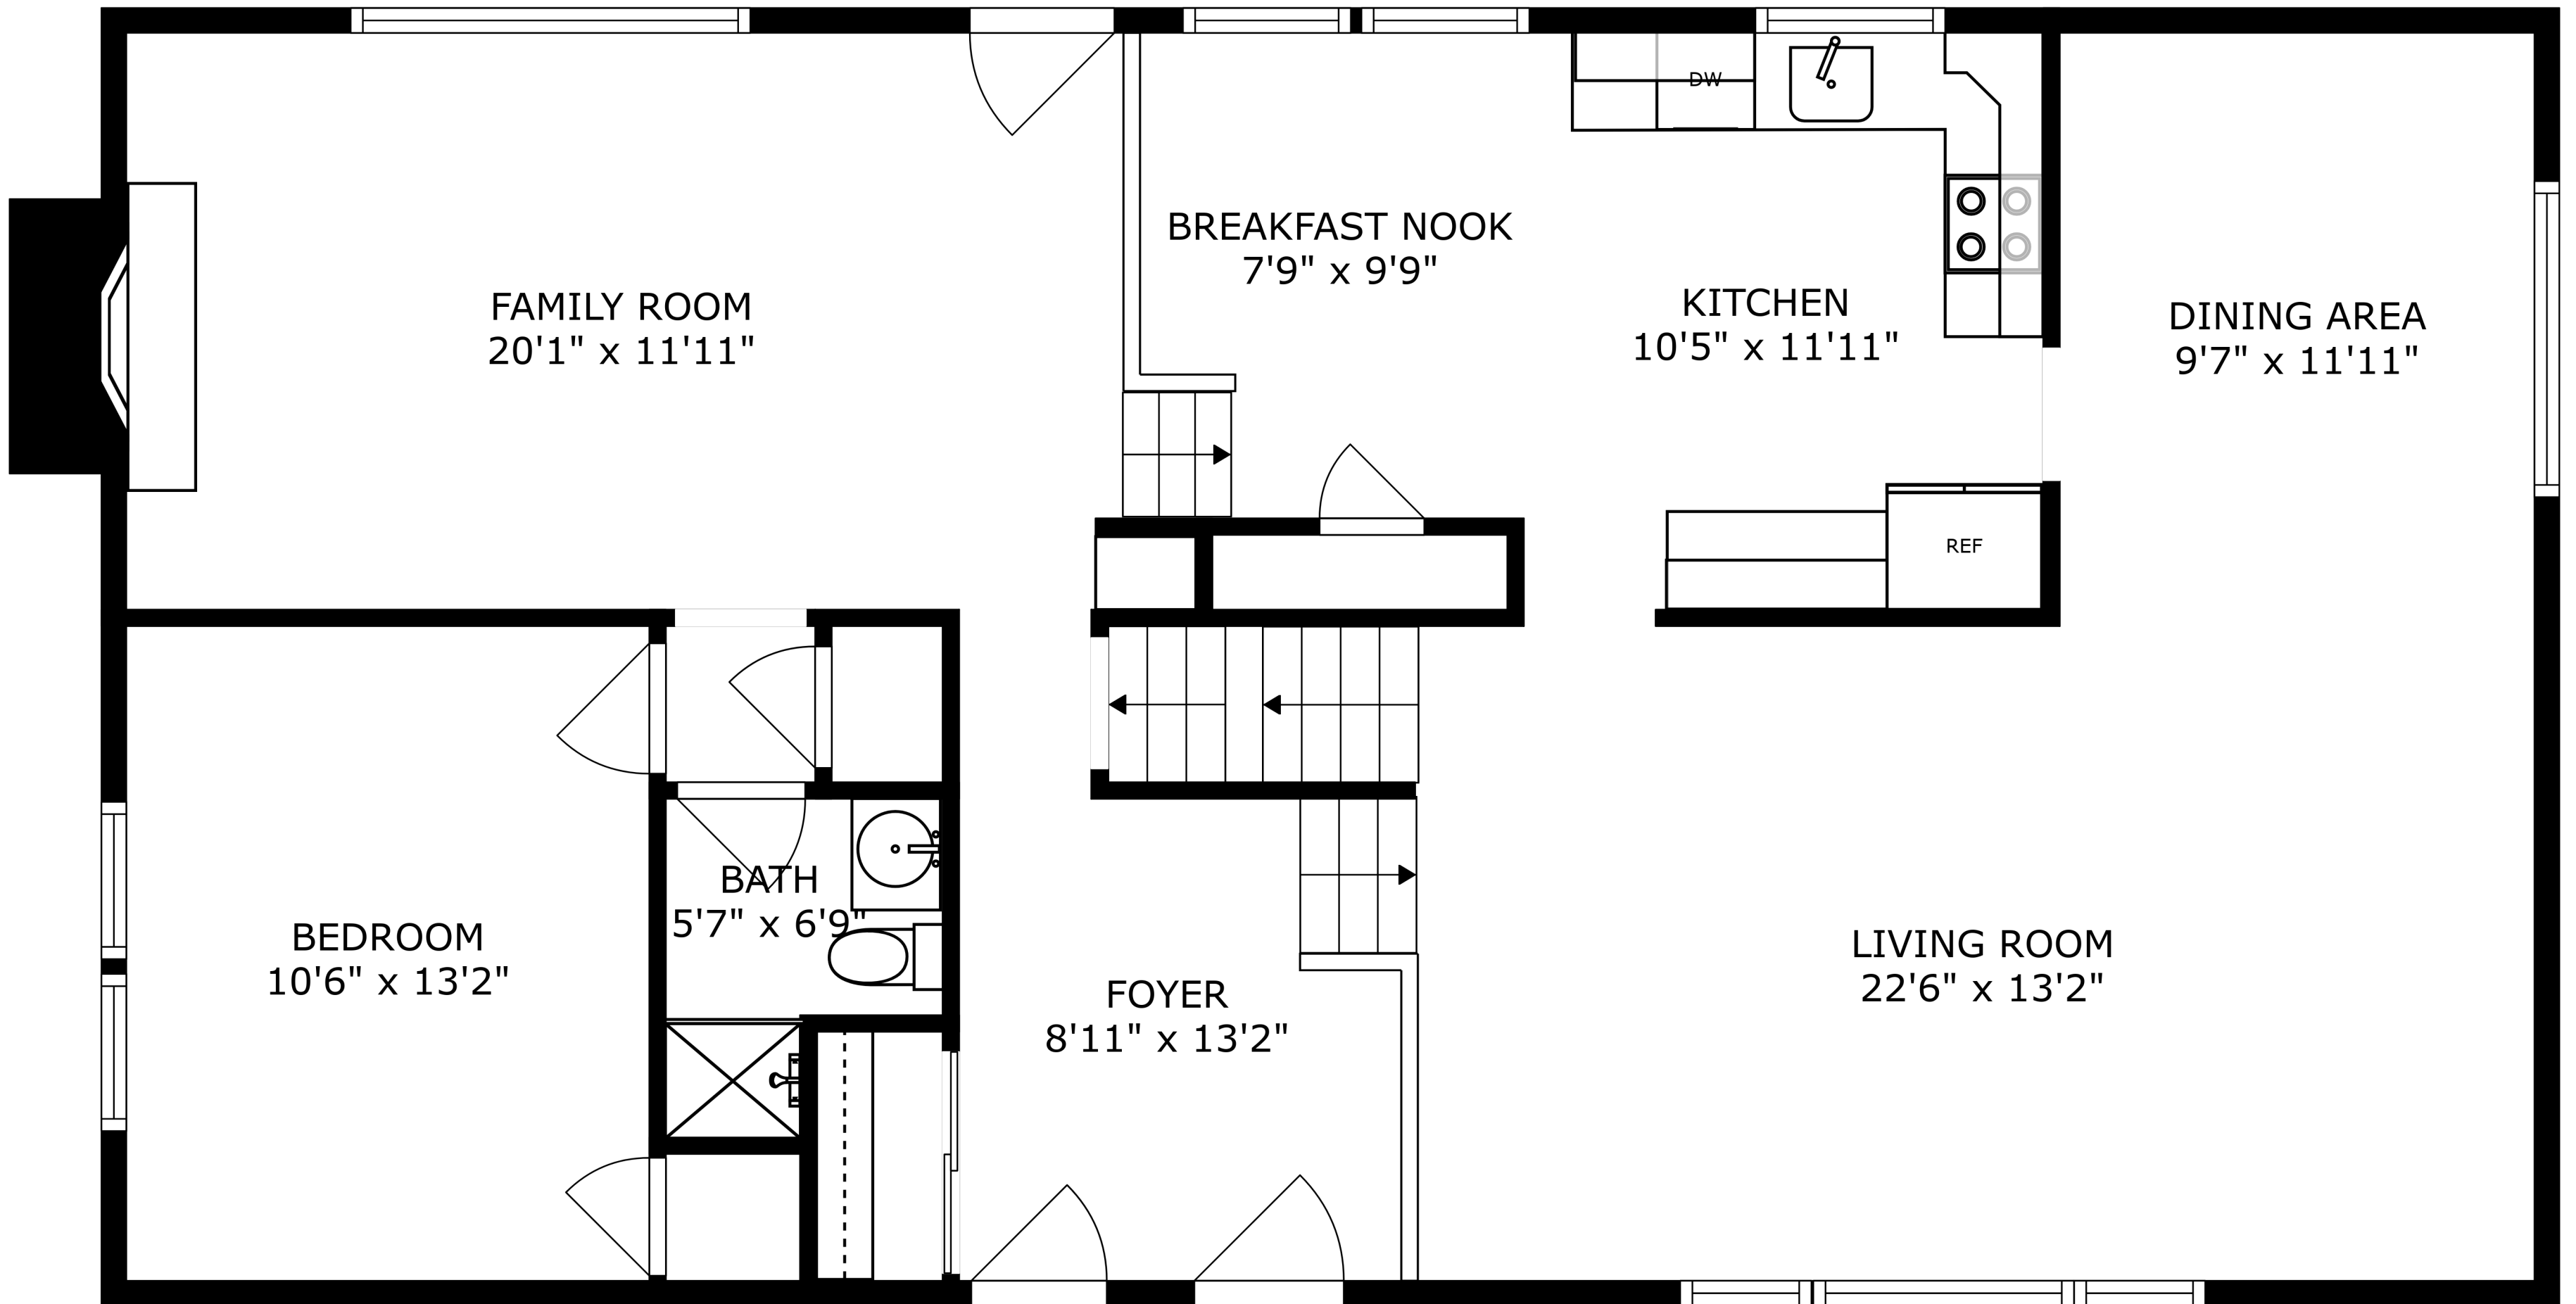 DW
BREAKFAST NOOK
7'9" x 9'9"
FAMILY ROOM
20'1" x 11'11"
KITCHEN
10'5" x 11'11"
DINING AREA
9'7" x 11'11"
REF
BATH
5'7" x 6'9"
BEDROOM
10'6" x 13'2"
FOYER
8'11" x 13'2"
LIVING ROOM
22'6" x 13'2"